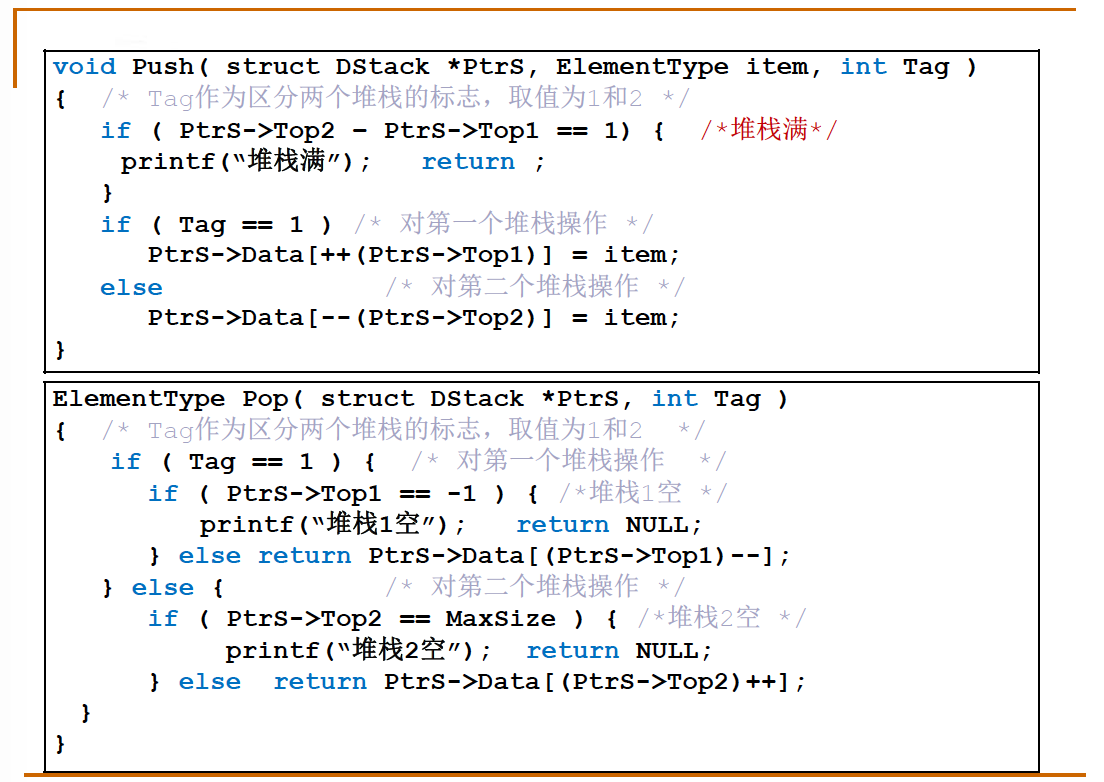 void Push( struct DStack *PtrS, ElementType item, int Tag )
{ /* Tag作为区分两个堆栈的标志，取值为1和2 */
if ( PtrS->Top2 – PtrS->Top1 == 1) { /*堆栈满*/
printf(“堆栈满”); return ;
}
if ( Tag == 1 ) /* 对第一个堆栈操作 */
PtrS->Data[++(PtrS->Top1)] = item;
else /* 对第二个堆栈操作 */
PtrS->Data[--(PtrS->Top2)] = item;
}
ElementType Pop( struct DStack *PtrS, int Tag )
{ /* Tag作为区分两个堆栈的标志，取值为1和2 */
if ( Tag == 1 ) { /* 对第一个堆栈操作 */
if ( PtrS->Top1 == -1 ) { /*堆栈1空 */
printf(“堆栈1空”); return NULL;
} else return PtrS->Data[(PtrS->Top1)--];
} else { /* 对第二个堆栈操作 */
if ( PtrS->Top2 == MaxSize ) { /*堆栈2空 */
printf(“堆栈2空”); return NULL;
} else return PtrS->Data[(PtrS->Top2)++];
}
}